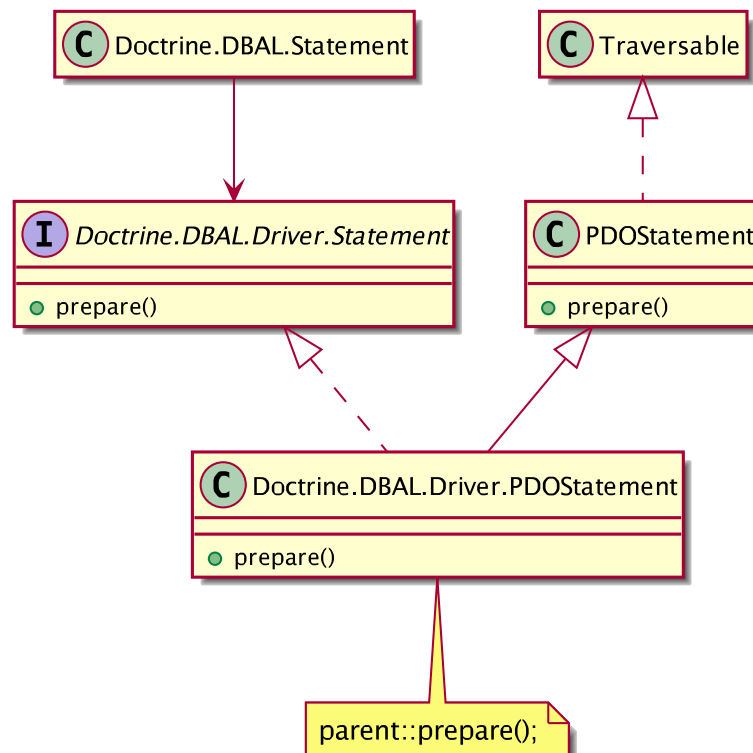 C Doctrine.DBAL.Statement
C Traversable
I Doctrine.DBAL.Driver.Statement
prepare()
C PDOStatement
prepare()
C Doctrine.DBAL.Driver.PDOStatement
prepare()
parent::prepare();